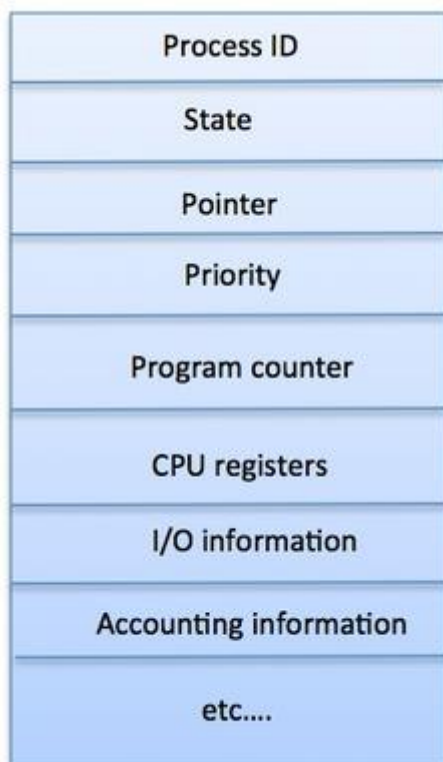 Process ID
State
Pointer
Priority
Program counter
CPU registers
I/O information
Accounting information
etc....